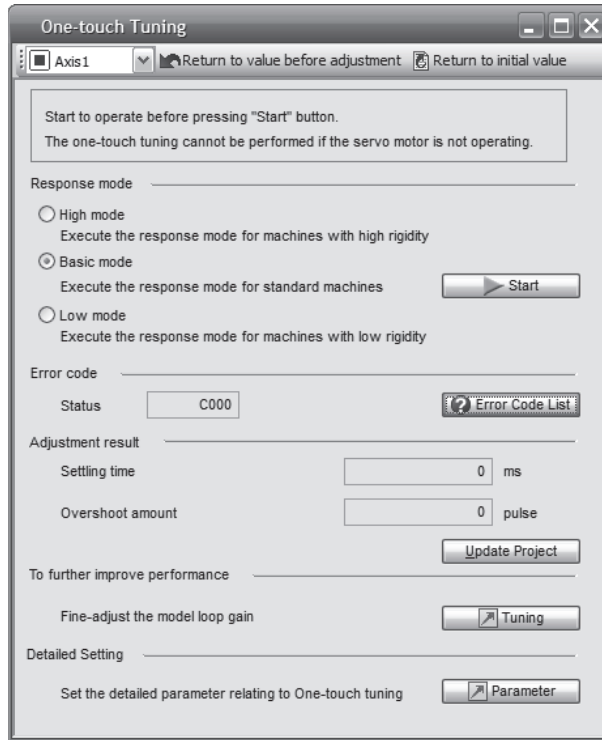 One-touch Tuning
Axis1 Return to value before adjustment Return to initial value
Start to operate before pressing "Start" button.
The one-touch tuning cannot be performed if the servo motor is not operating.
Response mode
High mode
Execute the response mode for machines with high rigidity
Basic mode
Execute the response mode for standard machines Start
Low mode
Execute the response mode for machines with low rigidity
Error code
Status C000 Error Code List
Adjustment result
Settling time 0 ms
Overshoot amount 0 pulse
Update Project
To further improve performance
Fine-adjust the model loop gain Tuning
Detailed Setting
Set the detailed parameter relating to One-touch tuning Parameter